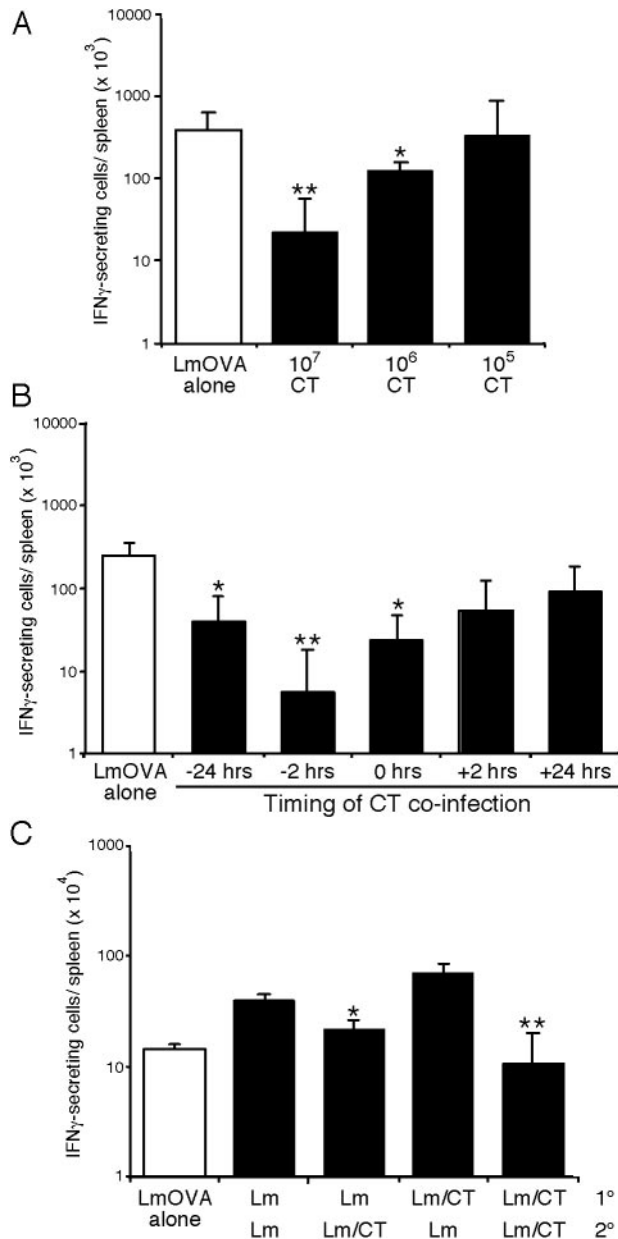 A
IFNγ-secreting cells/ spleen (x 10³)
10000
1000
100
10
1
**
*
LmOVA alone
10⁷ CT
10⁶ CT
10⁵ CT
B
IFNγ-secreting cells/ spleen (x 10³)
10000
1000
100
10
1
*
**
*
LmOVA alone
-24 hrs
-2 hrs
0 hrs
+2 hrs
+24 hrs
Timing of CT co-infection
C
IFNγ-secreting cells/ spleen (x 10⁴)
1000
100
10
1
*
**
LmOVA alone
Lm Lm Lm/CT Lm/CT 1°
Lm Lm/CT Lm Lm/CT 2°